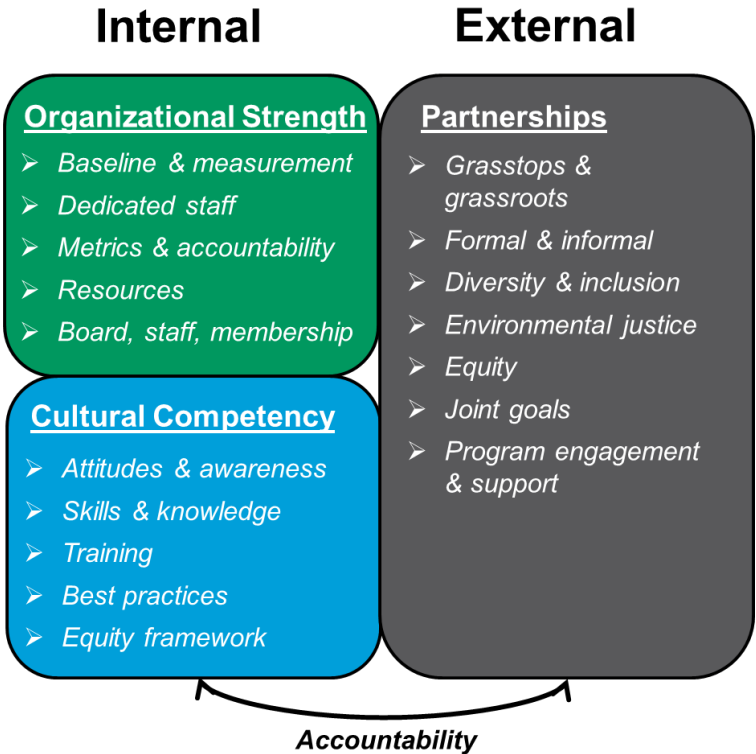 Internal
External
Organizational Strength
➢ Baseline & measurement
➢ Dedicated staff
➢ Metrics & accountability
➢ Resources
➢ Board, staff, membership
Cultural Competency
➢ Attitudes & awareness
➢ Skills & knowledge
➢ Training
➢ Best practices
➢ Equity framework
Partnerships
➢ Grasstops &
grassroots
➢ Formal & informal
➢ Diversity & inclusion
➢ Environmental justice
➢ Equity
➢ Joint goals
➢ Program engagement
& support
Accountability